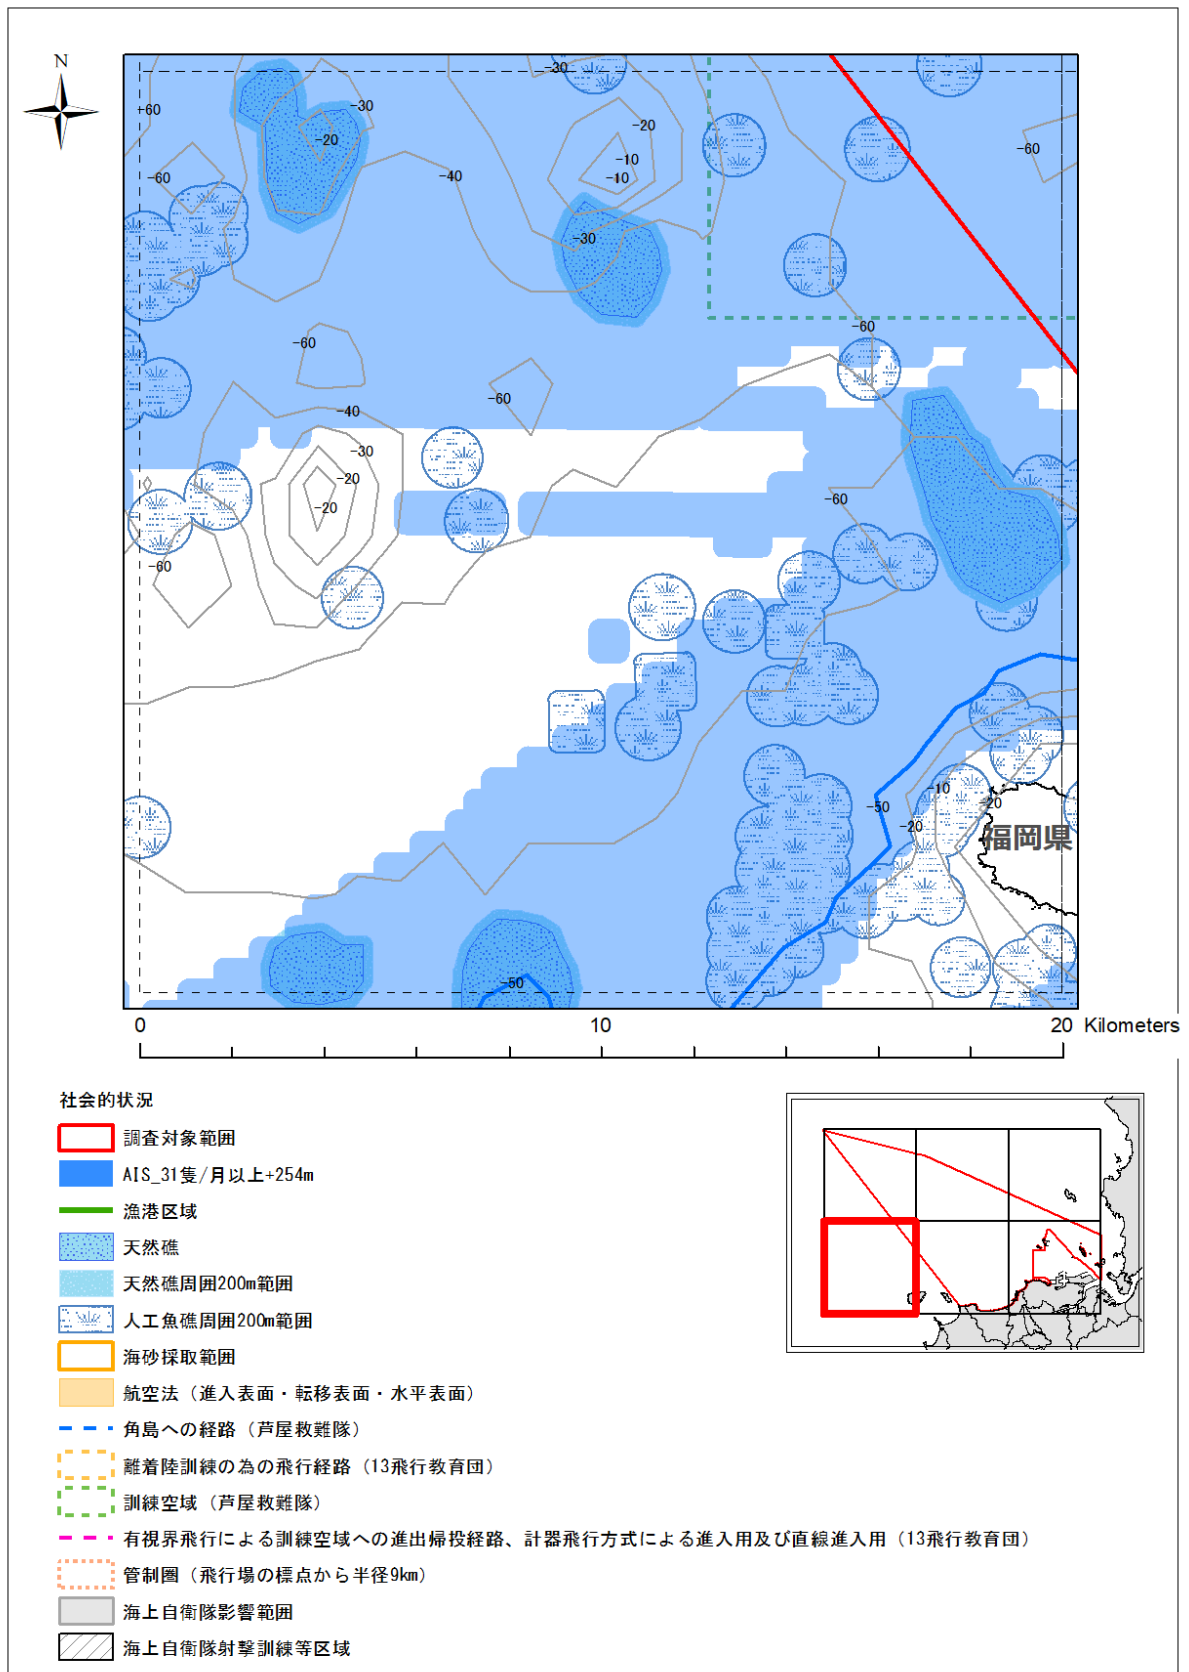 N
-30
-60
-30
-20
-20
-10
-60
-60
-40
-10
-30
-60
-60
-60
-40
-30
-20
-60
-20
-60
-10
-20
-50
-20
福岡県
-50
0 10 20 Kilometers
社会的状況
調査対象範囲
AIS_31隻/月以上+254m
漁港区域
天然礁
天然礁周囲200m範囲
人工魚礁周囲200m範囲
海砂採取範囲
航空法（進入表面・転移表面・水平表面）
角島への経路（芦屋救難隊）
離着陸訓練の為の飛行経路（13飛行教育団）
訓練空域（芦屋救難隊）
有視界飛行による訓練空域への進出帰投経路、計器飛行方式による進入用及び直線進入用（13飛行教育団）
管制圏（飛行場の標点から半径9km）
海上自衛隊影響範囲
海上自衛隊射撃訓練等区域